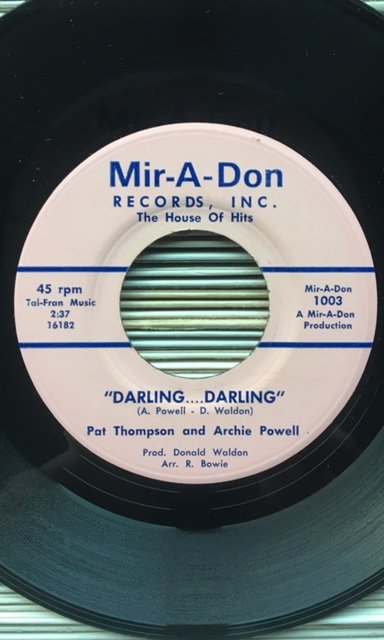 Mir-A-Don
RECORDS, INC.
The House Of Hits
45 rpm
Tai-Fran Music
2:37
16182
Mir-A-Don
1003
A Mir-A-Don
Production
"DARLING....DARLING"
(A. Powell - D. Waldon)
Pat Thompson and Archie Powell
Prod. Donald Waldon
Arr. R. Bowie